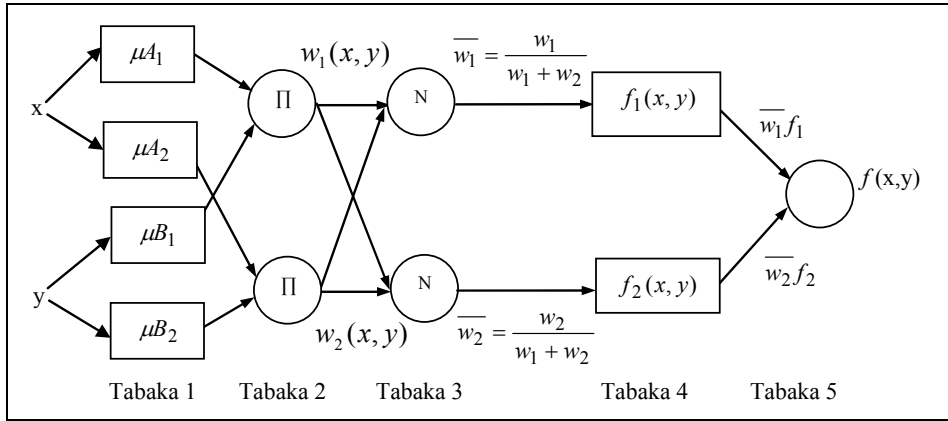 x
μA₁
μA₂
y
μB₁
μB₂
Π
Π
w₁(x, y)
w₂(x, y)
N
N
w̅₁ = w₁ / (w₁ + w₂)
w̅₂ = w₂ / (w₁ + w₂)
f₁(x, y)
f₂(x, y)
w̅₁f₁
w̅₂f₂
f(x,y)
Tabaka 1 Tabaka 2 Tabaka 3 Tabaka 4 Tabaka 5